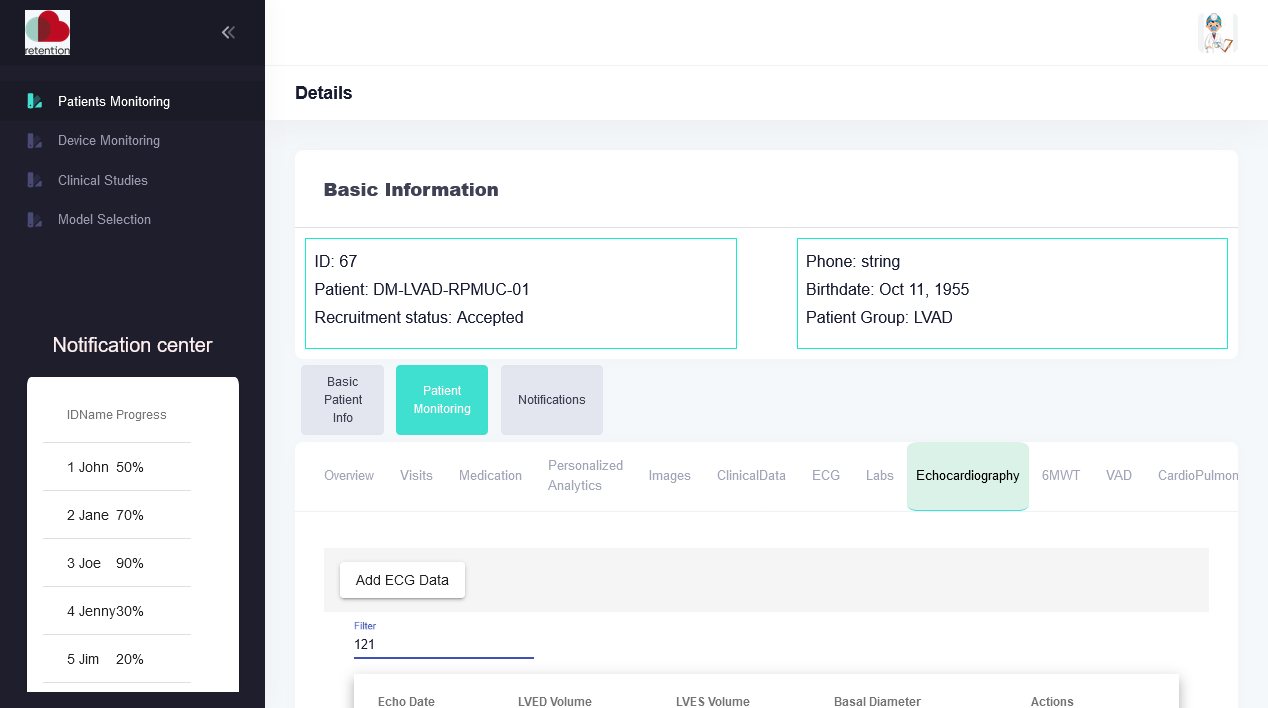 retention
Patients Monitoring
Device Monitoring
Clinical Studies
Model Selection
Notification center
IDName Progress
1 John 50%
2 Jane 70%
3 Joe 90%
4 Jenny30%
5 Jim 20%
Details
Basic Information
ID: 67
Patient: DM-LVAD-RPMUC-01
Recruitment status: Accepted
Phone: string
Birthdate: Oct 11, 1955
Patient Group: LVAD
Basic
Patient
Info
Patient
Monitoring
Notifications
Overview
Visits
Medication
Personalized
Analytics
Images
ClinicalData
ECG
Labs
Echocardiography
6MWT
VAD
CardioPulmon
Add ECG Data
Filter
121
Echo Date LVED Volume LVES Volume Basal Diameter Actions